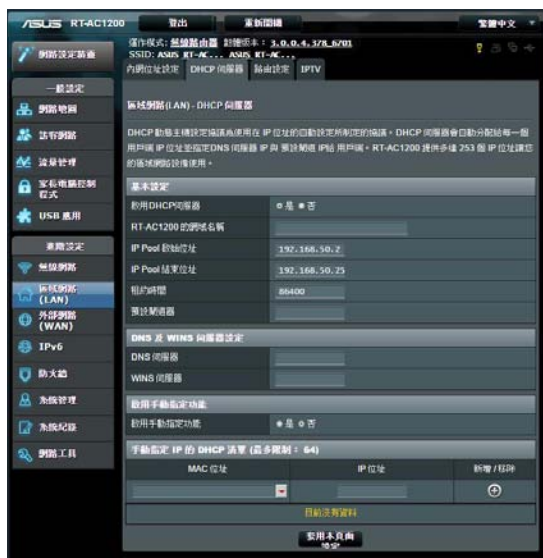 ASUS RT-AC1200 登出 重新開機 繁體中文
運作模式: 無線路由器 韌體版本: 3.0.0.4.378_6701
SSID: ASUS_RT-AC... ASUS_RT-AC...
內網位址設定 DHCP 伺服器 路由設定 IPTV
網路設定精靈
一般設定
網路地圖
訪客網路
流量管理
家長電腦控制程式
USB 應用
進階設定
無線網路
區域網路 (LAN)
外部網路 (WAN)
IPv6
防火牆
系統管理
系統紀錄
網路工具
區域網路(LAN) - DHCP 伺服器
DHCP 動態主機設定協議為使用在 IP 位址的自動設定所制定的協議。DHCP 伺服器會自動分配給每一個
用戶端 IP 位址並指定DNS 伺服器 IP 與 預設閘道 IP給 用戶端。RT-AC1200 提供多達 253 個 IP 位址讓您
的區域網路設備使用。
基本設定
啟用DHCP伺服器 是 否
RT-AC1200 的網域名稱
IP Pool 啟始位址 192.168.50.2
IP Pool 結束位址 192.168.50.25
租約時間 86400
預設閘道器
DNS 及 WINS 伺服器設定
DNS 伺服器
WINS 伺服器
啟用手動指定功能
啟用手動指定功能 是 否
手動指定 IP 的 DHCP 清單 (最多限制: 64)
MAC 位址 IP 位址 新增 / 移除
目前沒有資料
套用本頁面設定